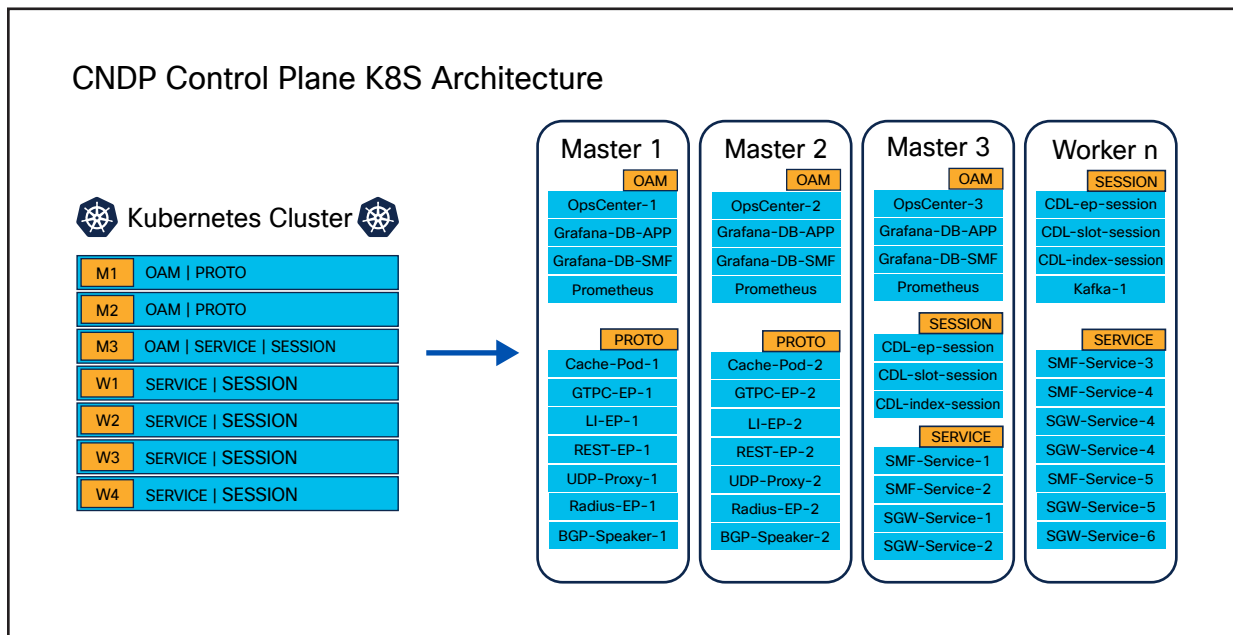 CNDP Control Plane K8S Architecture
Kubernetes Cluster
M1 OAM | PROTO
M2 OAM | PROTO
M3 OAM | SERVICE | SESSION
W1 SERVICE | SESSION
W2 SERVICE | SESSION
W3 SERVICE | SESSION
W4 SERVICE | SESSION
Master 1
OAM
OpsCenter-1
Grafana-DB-APP
Grafana-DB-SMF
Prometheus
PROTO
Cache-Pod-1
GTPC-EP-1
LI-EP-1
REST-EP-1
UDP-Proxy-1
Radius-EP-1
BGP-Speaker-1
Master 2
OAM
OpsCenter-2
Grafana-DB-APP
Grafana-DB-SMF
Prometheus
PROTO
Cache-Pod-2
GTPC-EP-2
LI-EP-2
REST-EP-2
UDP-Proxy-2
Radius-EP-2
BGP-Speaker-2
Master 3
OAM
OpsCenter-3
Grafana-DB-APP
Grafana-DB-SMF
Prometheus
SESSION
CDL-ep-session
CDL-slot-session
CDL-index-session
SERVICE
SMF-Service-1
SMF-Service-2
SGW-Service-1
SGW-Service-2
Worker n
SESSION
CDL-ep-session
CDL-slot-session
CDL-index-session
Kafka-1
SERVICE
SMF-Service-3
SMF-Service-4
SGW-Service-4
SGW-Service-4
SMF-Service-5
SGW-Service-5
SGW-Service-6